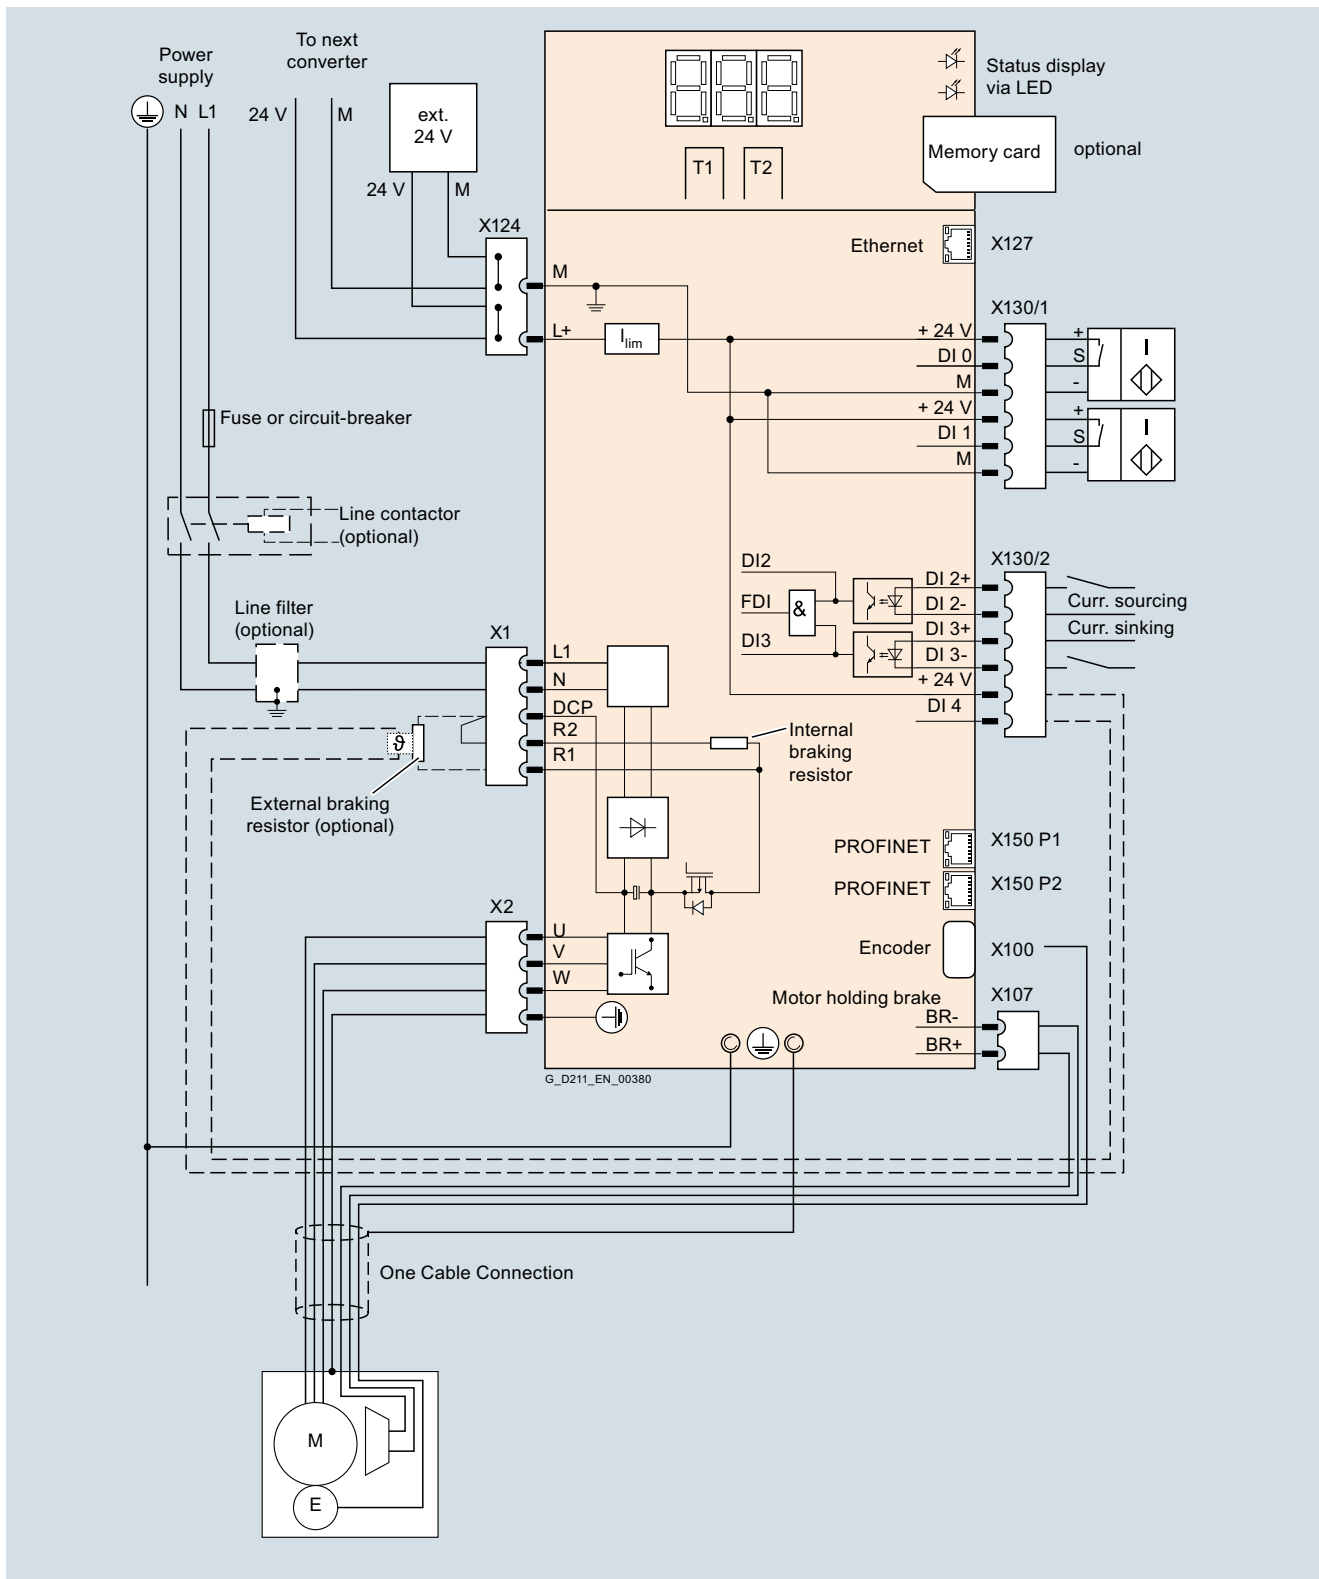 Power
supply
To next
converter
N L1
24 V
M
ext.
24 V
24 V
M
X124
T1
T2
Status display
via LED
Memory card
optional
Ethernet
X127
M
L+
Ilim
X130/1
+ 24 V
DI 0
M
+ 24 V
DI 1
M
+
S
-
I
+
S
-
I
Fuse or circuit-breaker
Line contactor
(optional)
Line filter
(optional)
X1
L1
N
DCP
R2
R1
ϑ
External braking
resistor (optional)
Internal
braking
resistor
X130/2
DI2
FDI
DI3
&
DI 2+
DI 2-
DI 3+
DI 3-
+ 24 V
DI 4
Curr. sourcing
Curr. sinking
PROFINET
X150 P1
PROFINET
X150 P2
Encoder
X100
X2
U
V
W
Motor holding brake
X107
BR-
BR+
G_D211_EN_00380
One Cable Connection
M
E